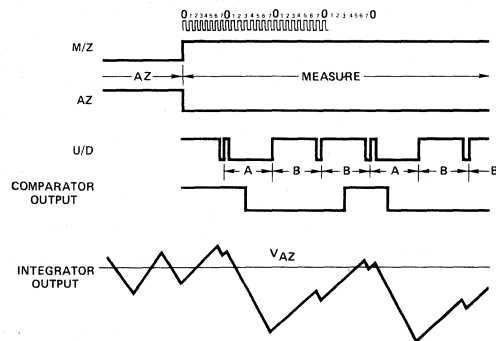 0 1 2 3 4 5 6 7 0 1 2 3 4 5 6 7 0 1 2 3 4 5 6 7 0 1 2 3 4 5 6 7 0
M/Z
AZ MEASURE
AZ
U/D
A B B A B B
COMPARATOR
OUTPUT
VAZ
INTEGRATOR
OUTPUT